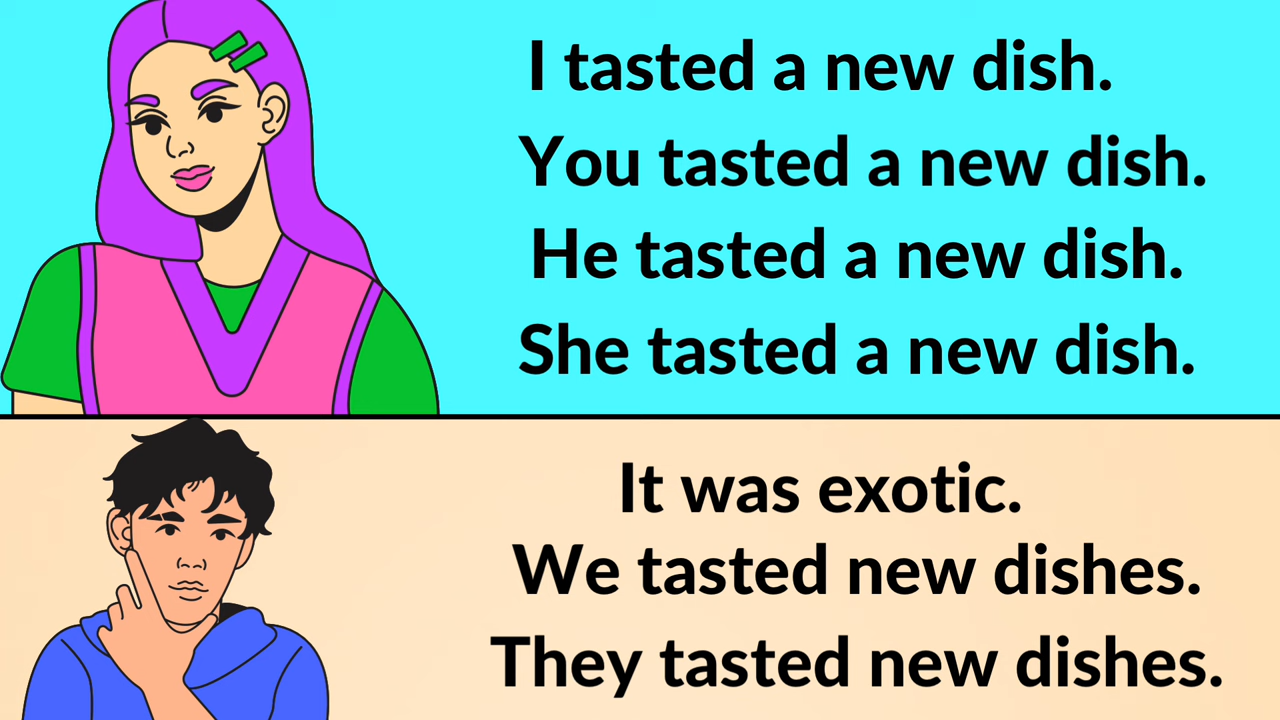 I tasted a new dish.
You tasted a new dish.
He tasted a new dish.
She tasted a new dish.
It was exotic.
We tasted new dishes.
They tasted new dishes.